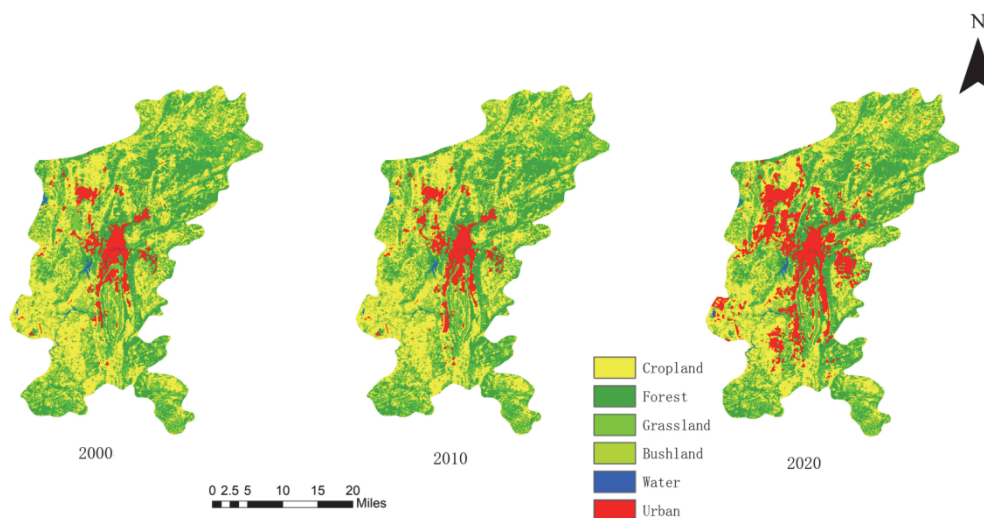 N
2000
2010
2020
Cropland
Forest
Grassland
Bushland
Water
Urban
0 2.5 5 10 15 20
Miles